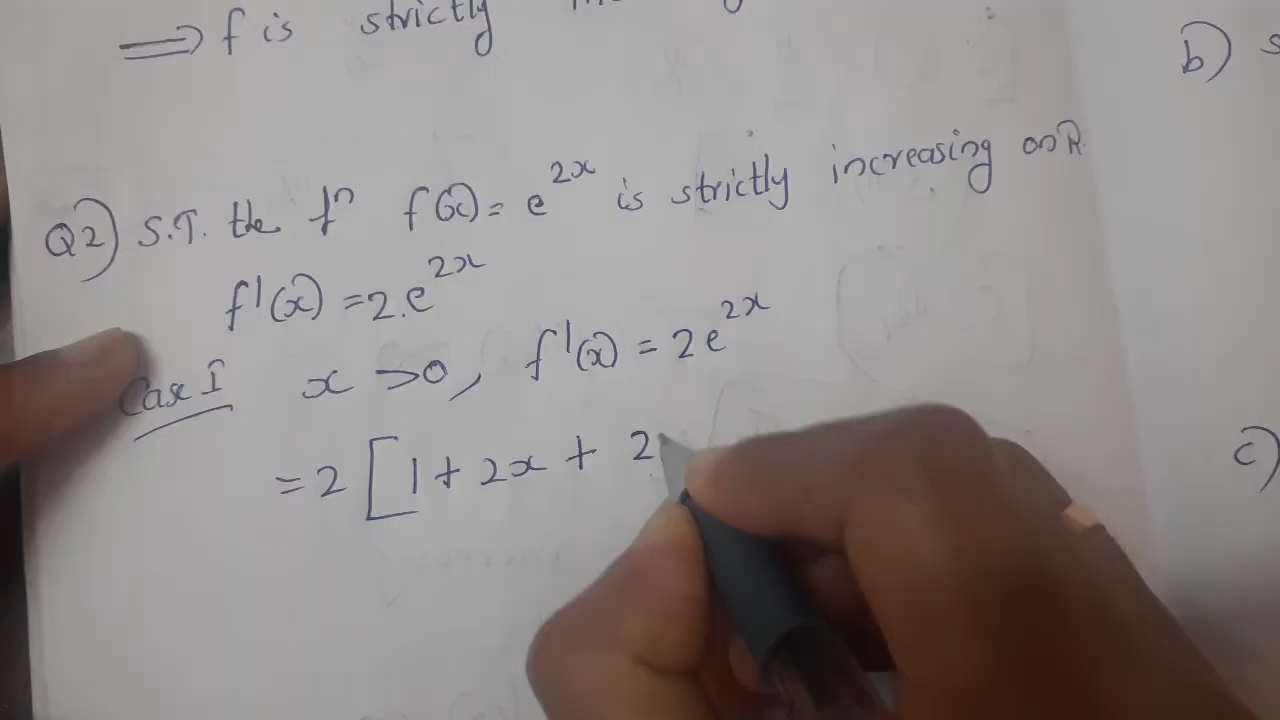 ⟹ f is strictly
b)
Q2) S.T. the fⁿ f(x) = e^{2x} is strictly increasing on R.
f'(x) = 2.e^{2x}
Case I x > 0, f'(x) = 2e^{2x}
= 2 [ 1 + 2x + 2
c)